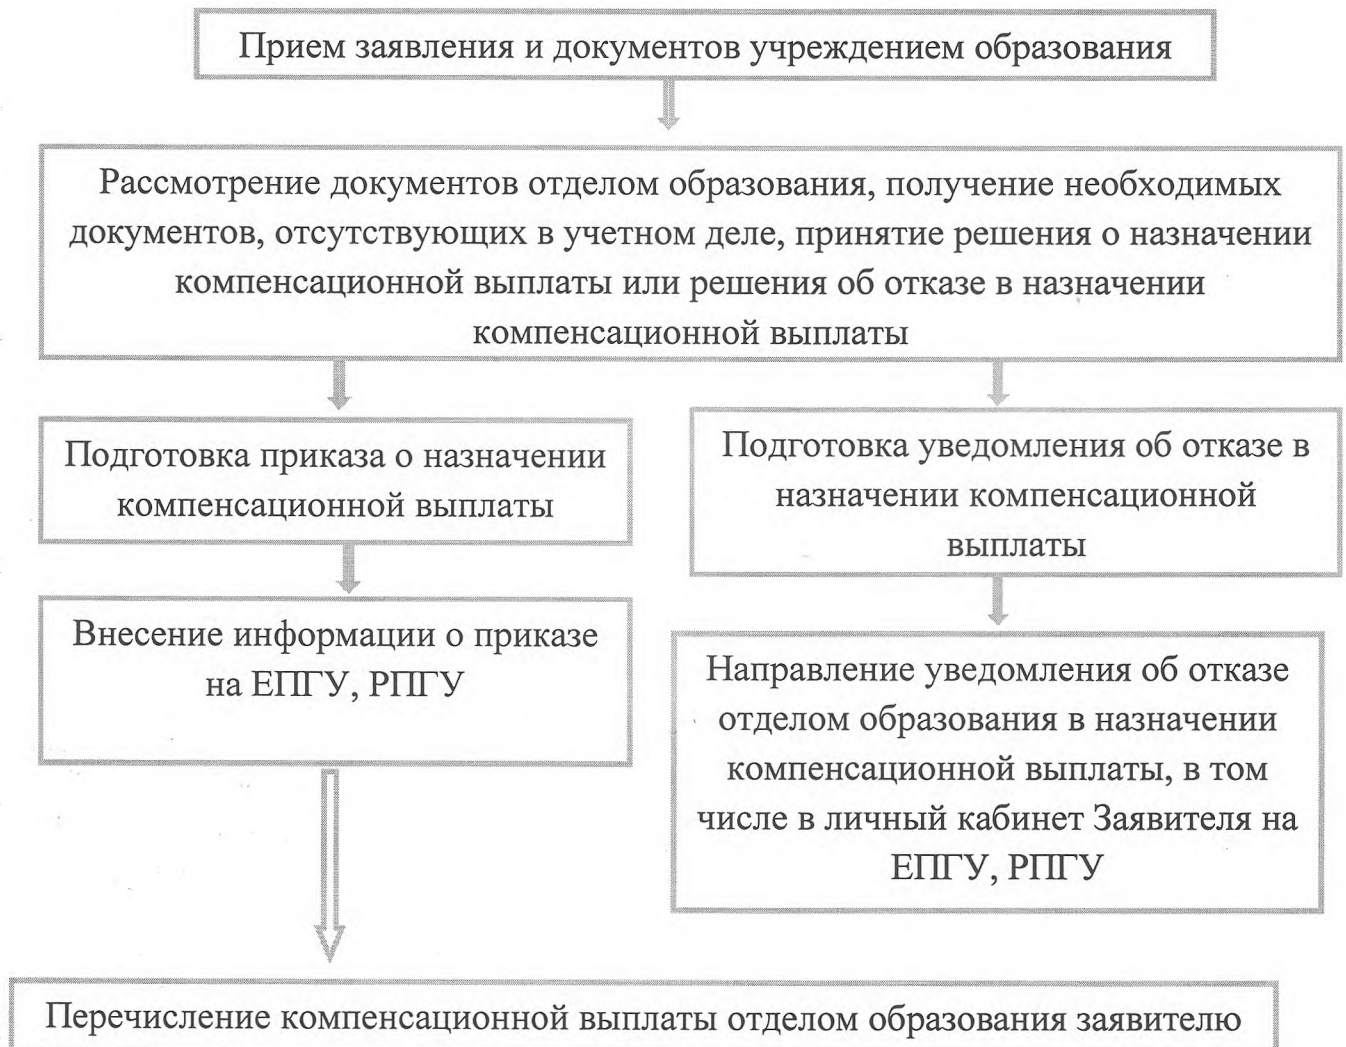 Прием заявления и документов учреждением образования
Рассмотрение документов отделом образования, получение необходимых
документов, отсутствующих в учетном деле, принятие решения о назначении
компенсационной выплаты или решения об отказе в назначении
компенсационной выплаты
Подготовка приказа о назначении
компенсационной выплаты
Внесение информации о приказе
на ЕПГУ, РПГУ
Подготовка уведомления об отказе в
назначении компенсационной
выплаты
Направление уведомления об отказе
отделом образования в назначении
компенсационной выплаты, в том
числе в личный кабинет Заявителя на
ЕПГУ, РПГУ
Перечисление компенсационной выплаты отделом образования заявителю